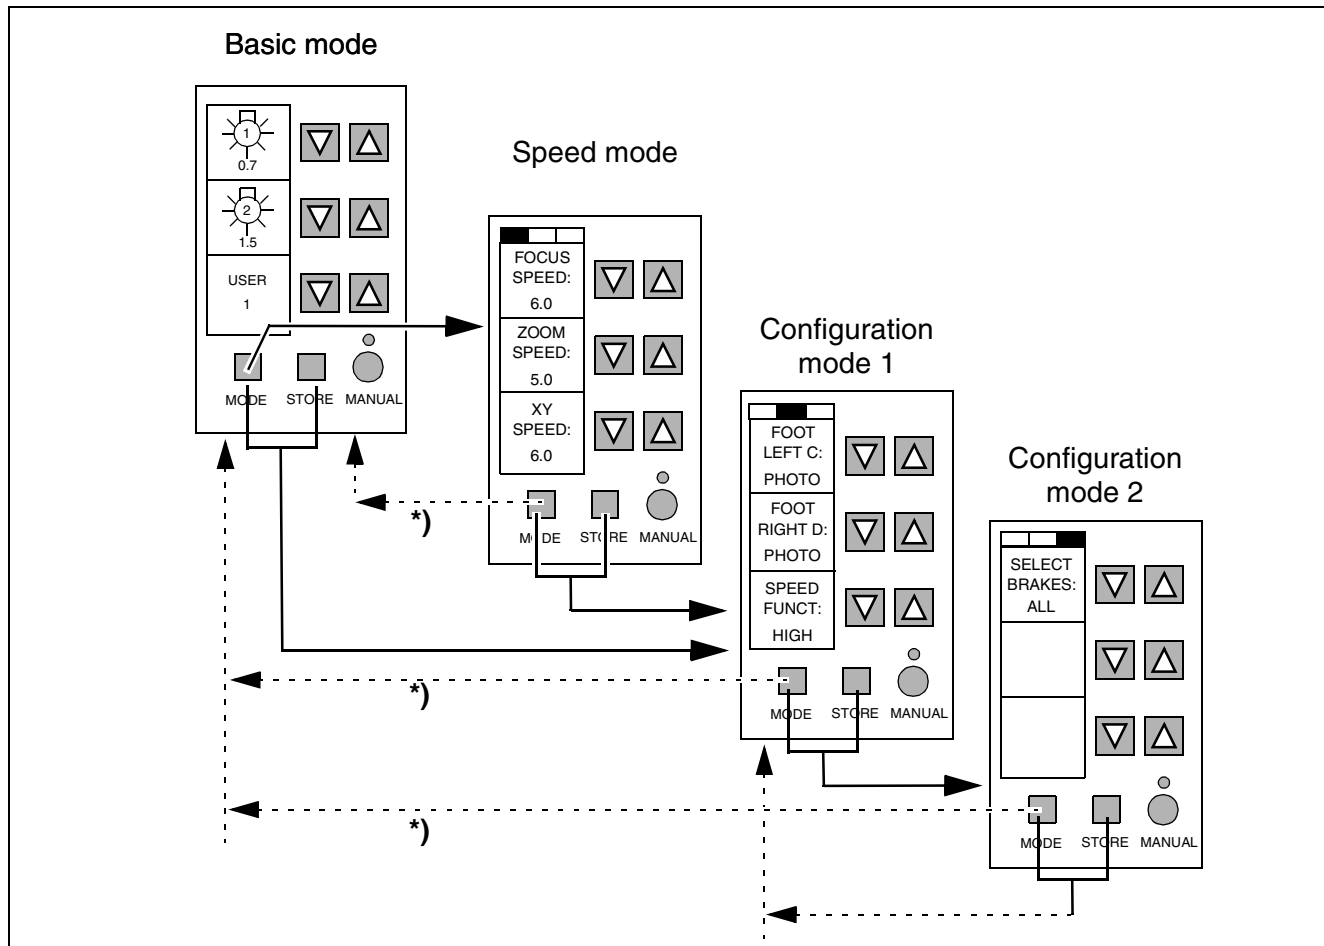 Basic mode
1
0.7
2
1.5
USER
1
MODE STORE MANUAL
Speed mode
FOCUS
SPEED:
6.0
ZOOM
SPEED:
5.0
XY
SPEED:
6.0
MODE STORE MANUAL
*)
Configuration
mode 1
FOOT
LEFT C:
PHOTO
FOOT
RIGHT D:
PHOTO
SPEED
FUNCT:
HIGH
MODE STORE MANUAL
*)
Configuration
mode 2
SELECT
BRAKES:
ALL
MODE STORE MANUAL
*)